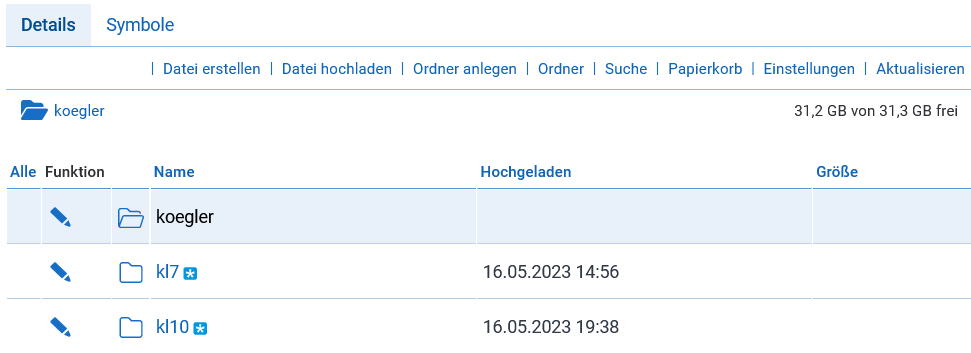 Details Symbole
| Datei erstellen | Datei hochladen | Ordner anlegen | Ordner | Suche | Papierkorb | Einstellungen | Aktualisieren
koegler 31,2 GB von 31,3 GB frei
Alle Funktion Name Hochgeladen Größe
koegler
kl7 * 16.05.2023 14:56
kl10 * 16.05.2023 19:38